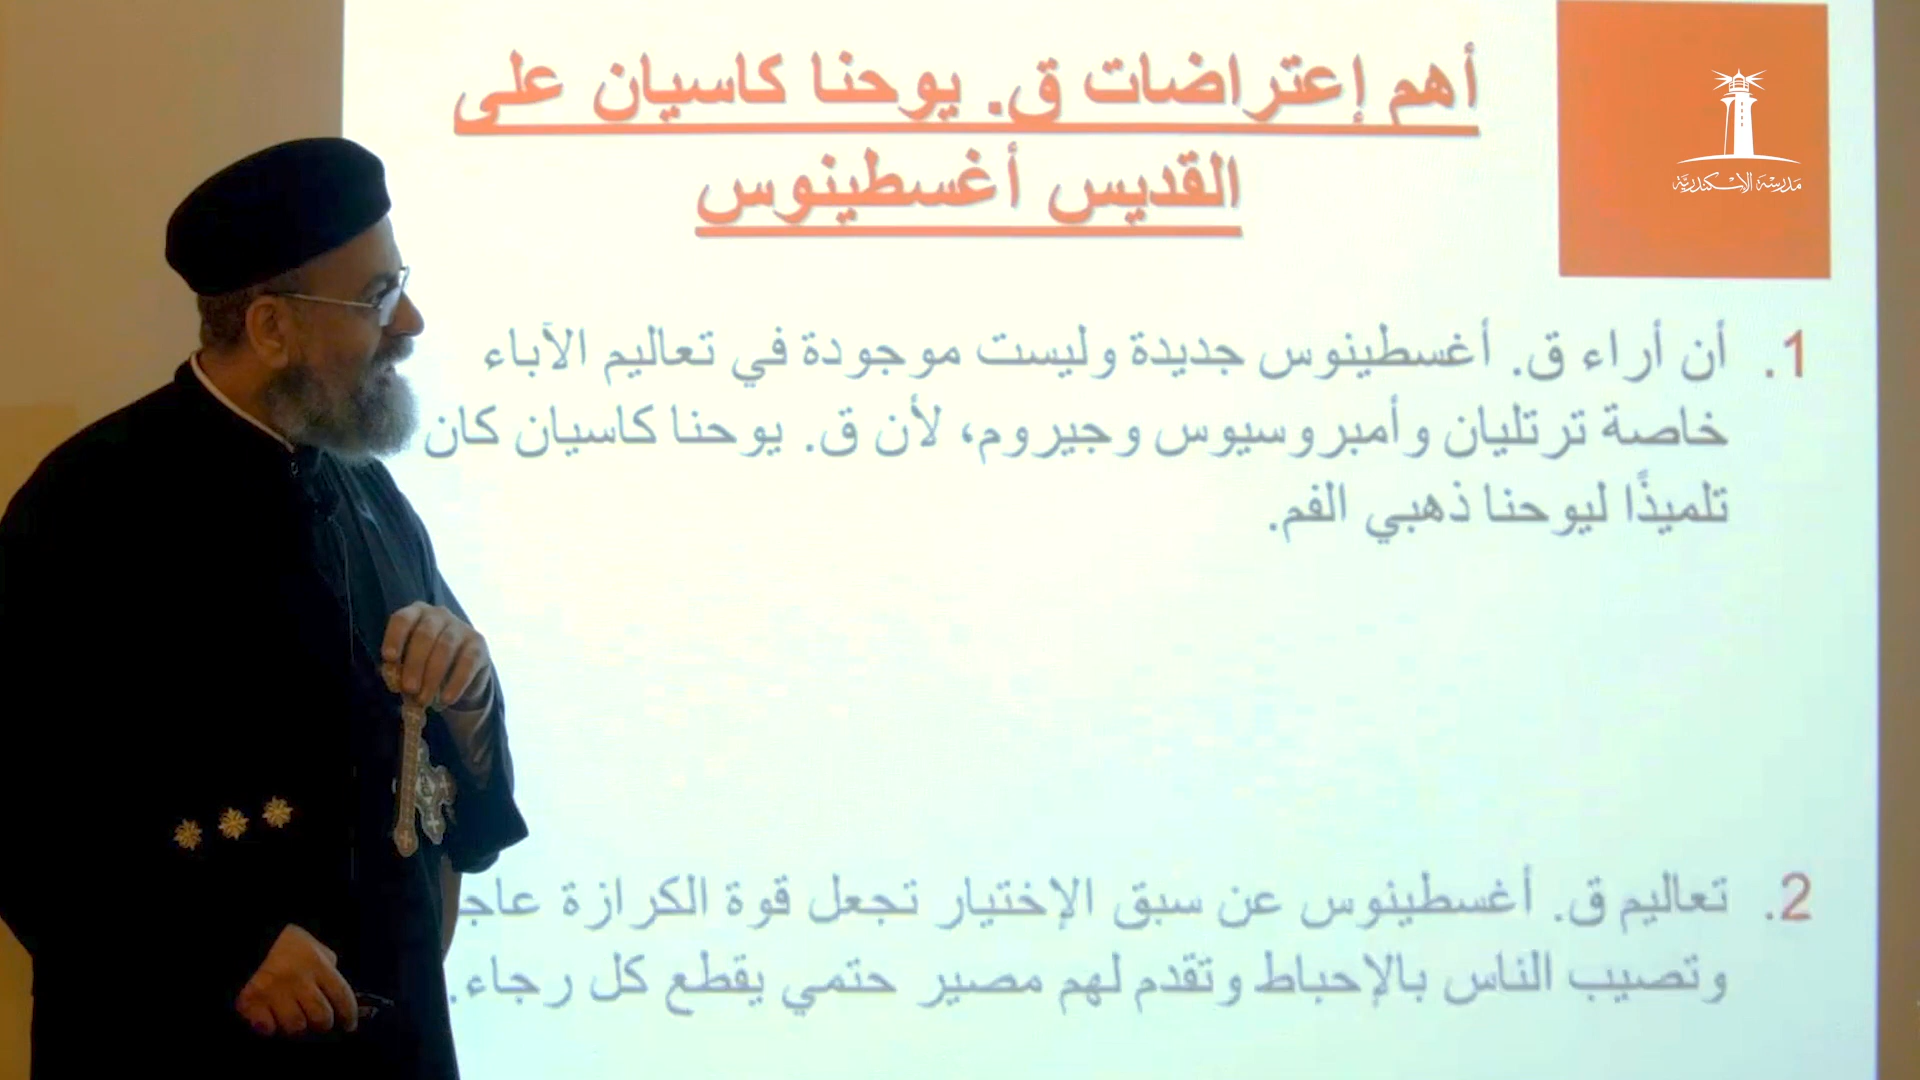 أهم إعتراضات ق. يوحنا كاسيان على
القديس أغسطينوس
مدرسة الإسكندرية
1. أن أراء ق. أغسطينوس جديدة وليست موجودة في تعاليم الآباء
خاصة ترتليان وأمبروسيوس وجيروم، لأن ق. يوحنا كاسيان كان
تلميذًا ليوحنا ذهبي الفم.
2. تعاليم ق. أغسطينوس عن سبق الإختيار تجعل قوة الكرازة
وتصيب الناس بالإحباط وتقدم لهم مصير حتمي يقطع كل رجاء.